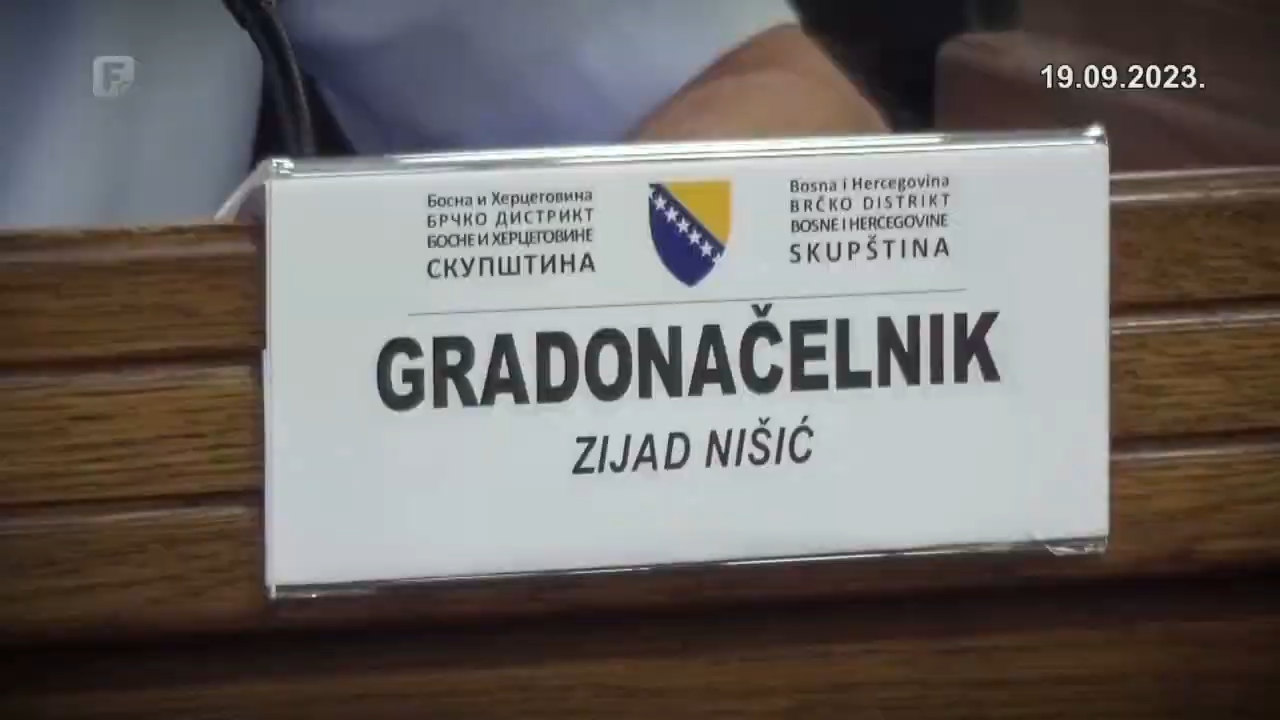 19.09.2023.
Босна и Херцеговина
БРЧКО ДИСТРИКТ
БОСНЕ И ХЕРЦЕГОВИНЕ
СКУПШТИНА
Bosna i Hercegovina
BRČKO DISTRIKT
BOSNE I HERCEGOVINE
SKUPŠTINA
GRADONAČELNIK
ZIJAD NIŠIĆ